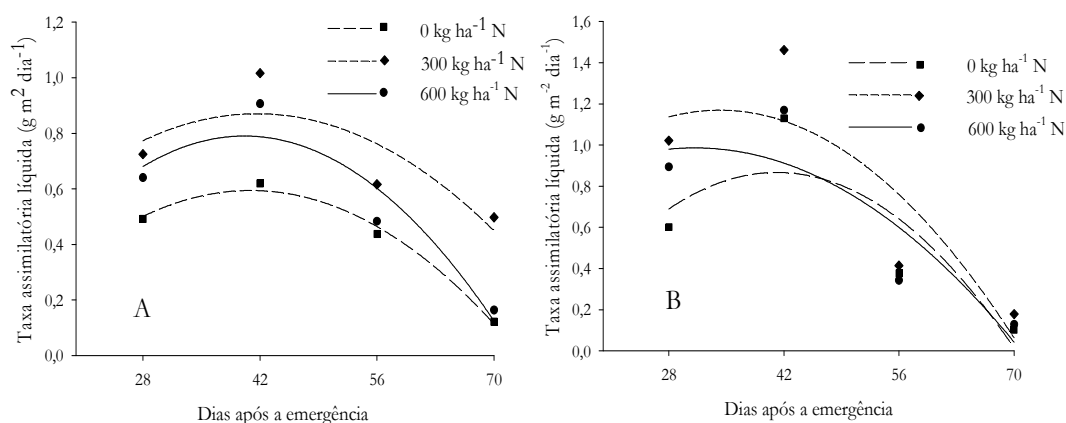 Taxa assimilatória líquida (g m² dia⁻¹)
1,2
1,0
0,8
0,6
0,4
0,2
0,0
0 kg ha⁻¹ N
300 kg ha⁻¹ N
600 kg ha⁻¹ N
A
28 42 56 70
Dias após a emergência
Taxa assimilatória líquida (g m⁻² dia⁻¹)
1,6
1,4
1,2
1,0
0,8
0,6
0,4
0,2
0,0
0 kg ha⁻¹ N
300 kg ha⁻¹ N
600 kg ha⁻¹ N
B
28 42 56 70
Dias após a emergência